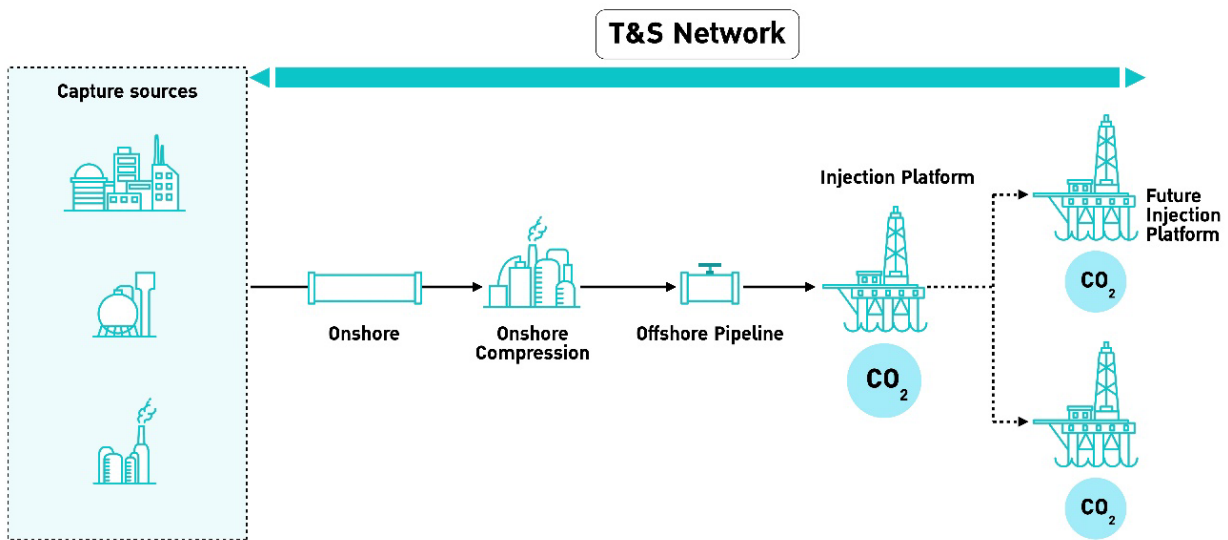 T&S Network
Capture sources
Injection Platform
Future
Injection
Platform
CO₂
Onshore
Onshore
Compression
Offshore Pipeline
CO₂
CO₂